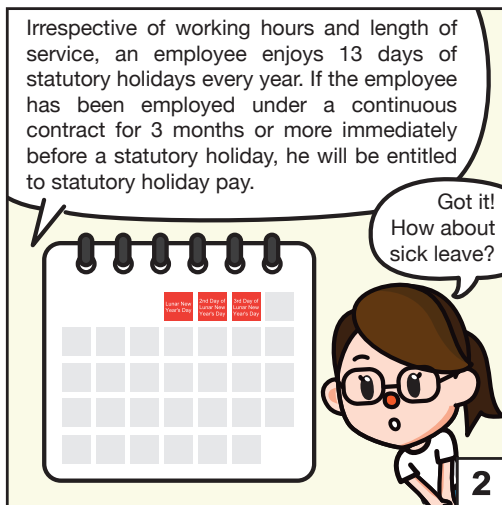 Irrespective of working hours and length of
service, an employee enjoys 13 days of
statutory holidays every year. If the employee
has been employed under a continuous
contract for 3 months or more immediately
before a statutory holiday, he will be entitled
to statutory holiday pay.
Got it!
How about
sick leave?
Lunar New
Year's Day
2nd Day of
Lunar New
Year's Day
3rd Day of
Lunar New
Year's Day
2